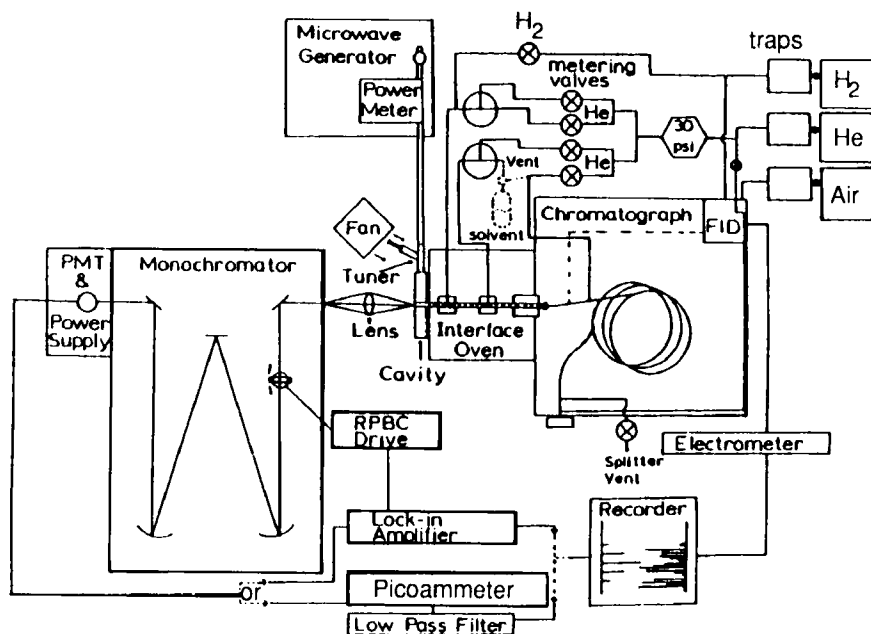 Microwave
Generator
Power
Meter
H₂
metering
valves
He
He
Vent
solvent
30
psi
traps
H₂
He
Air
Fan
Tuner
Chromatograph
FID
PMT
&
Power
Supply
Monochromator
Lens
Cavity
Interface
Oven
RPBC
Drive
Splitter
Vent
Electrometer
Recorder
Lock-in
Amplifier
or
Picoammeter
Low Pass Filter